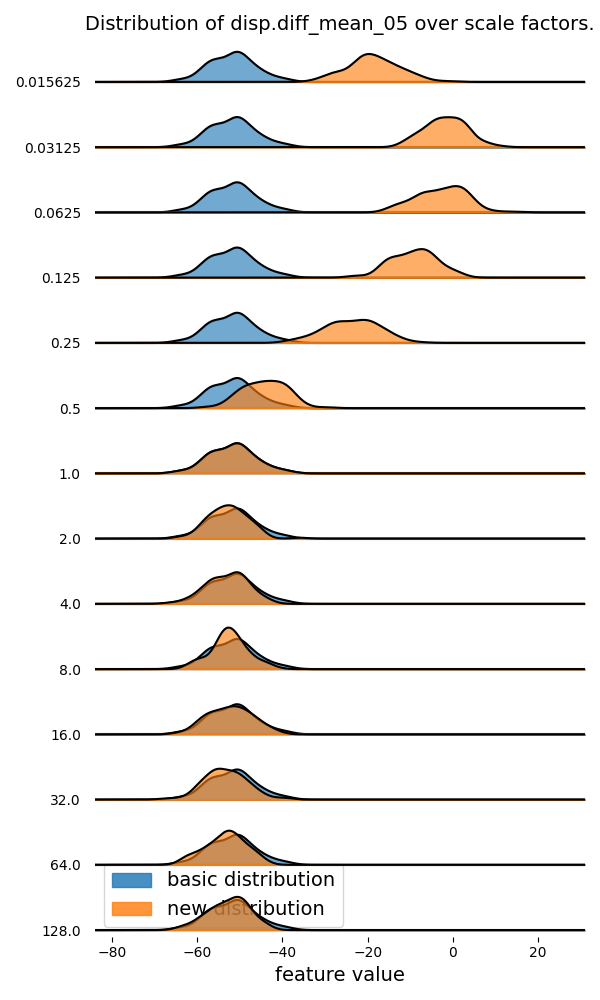 Distribution of disp.diff_mean_05 over scale factors.
0.015625
0.03125
0.0625
0.125
0.25
0.5
1.0
2.0
4.0
8.0
16.0
32.0
64.0
basic distribution
new distribution
128.0
−80 −60 −40 −20 0 20
feature value